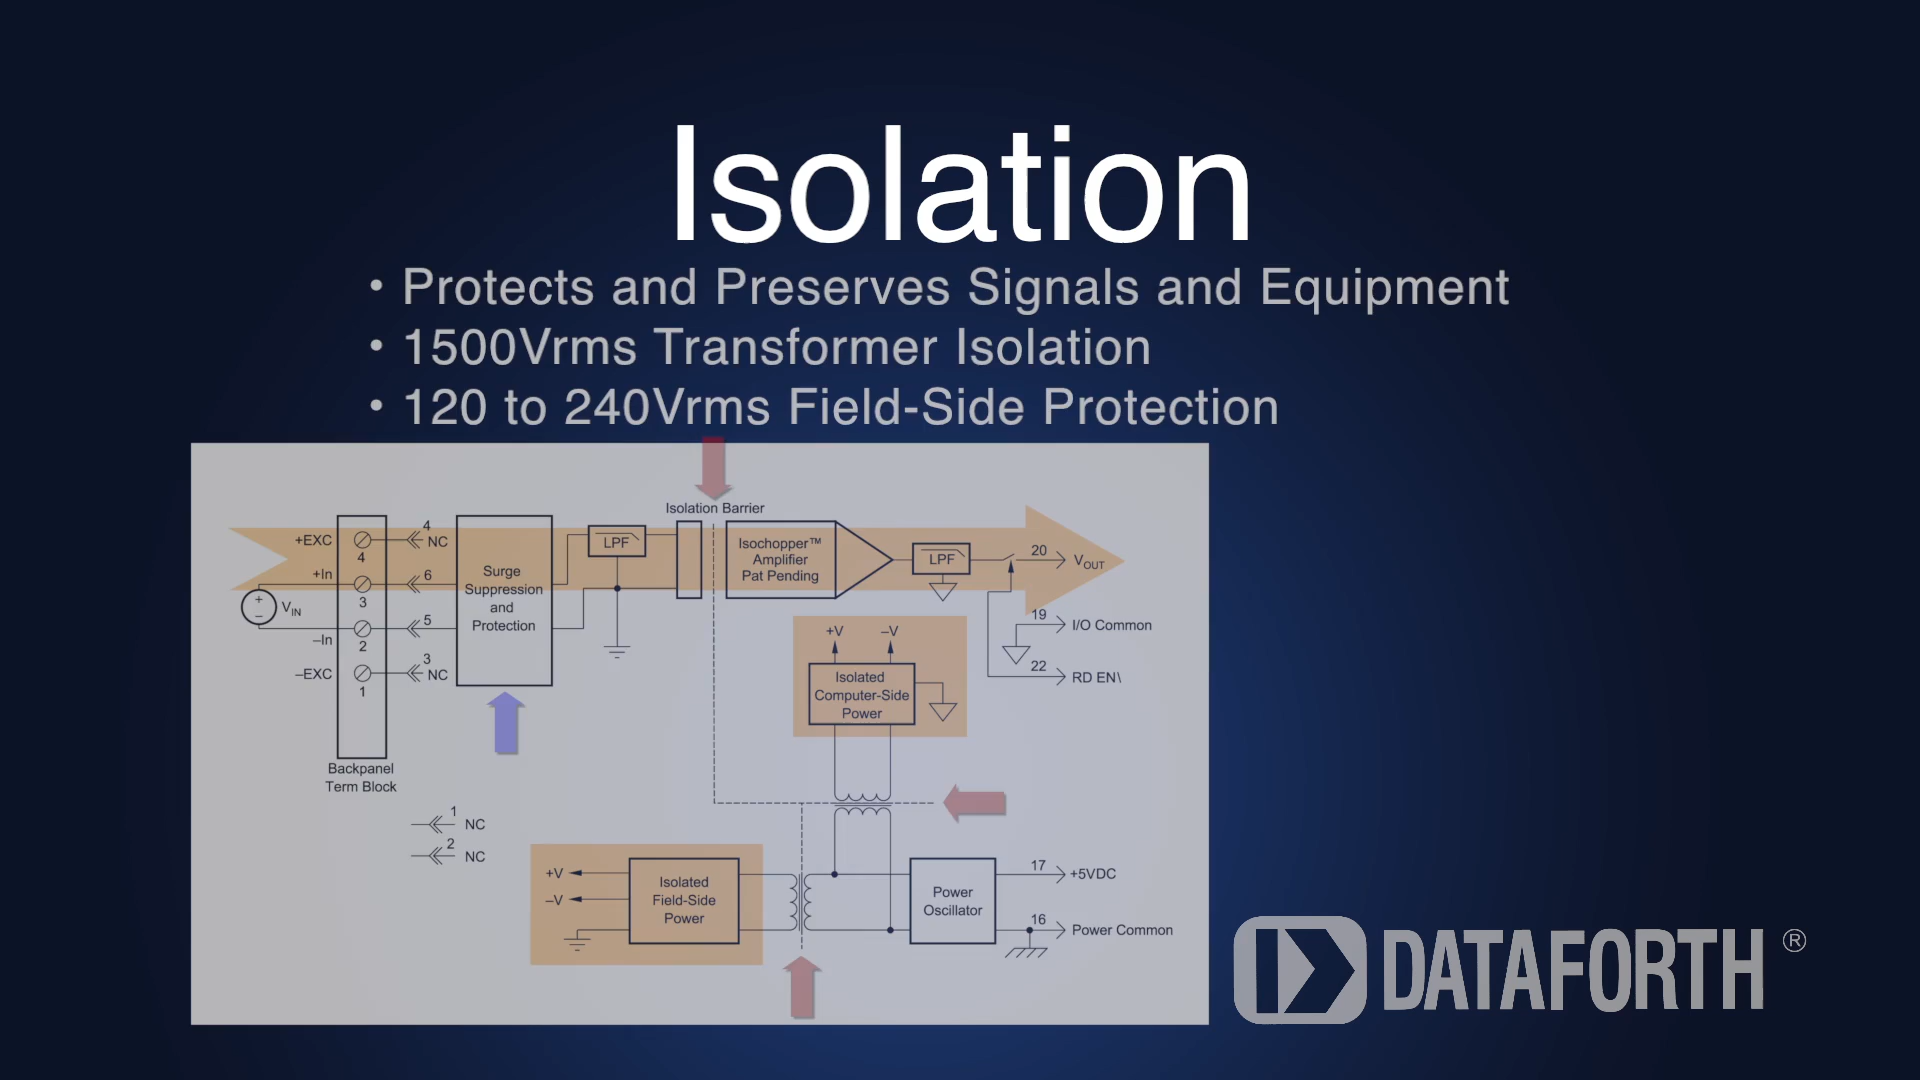 Isolation
• Protects and Preserves Signals and Equipment
• 1500Vrms Transformer Isolation
• 120 to 240Vrms Field-Side Protection
Isolation Barrier
+EXC
4
4
NC
+In
3
6
+
−
VIN
–In
2
5
–EXC
1
3
NC
Backpanel
Term Block
1
NC
2
NC
Surge
Suppression
and
Protection
LPF
Isochopper™
Amplifier
Pat Pending
LPF
20
VOUT
19
I/O Common
22
RD EN\
+V
–V
Isolated
Computer-Side
Power
+V
–V
Isolated
Field-Side
Power
Power
Oscillator
17
+5VDC
16
Power Common
DATAFORTH®